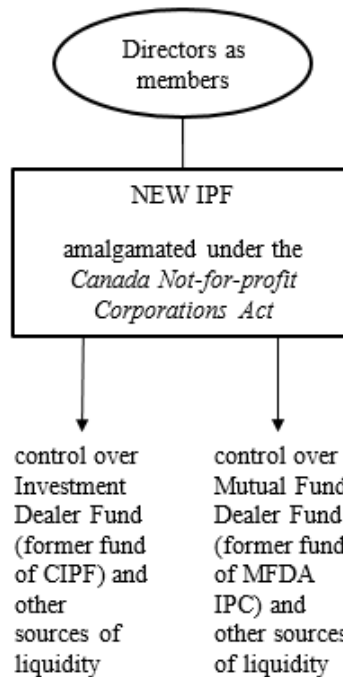 Directors as
members
NEW IPF
amalgamated under the
Canada Not-for-profit
Corporations Act
control over
Investment
Dealer Fund
(former fund
of CIPF) and
other
sources of
liquidity
control over
Mutual Fund
Dealer Fund
(former fund
of MFDA
IPC) and
other sources
of liquidity